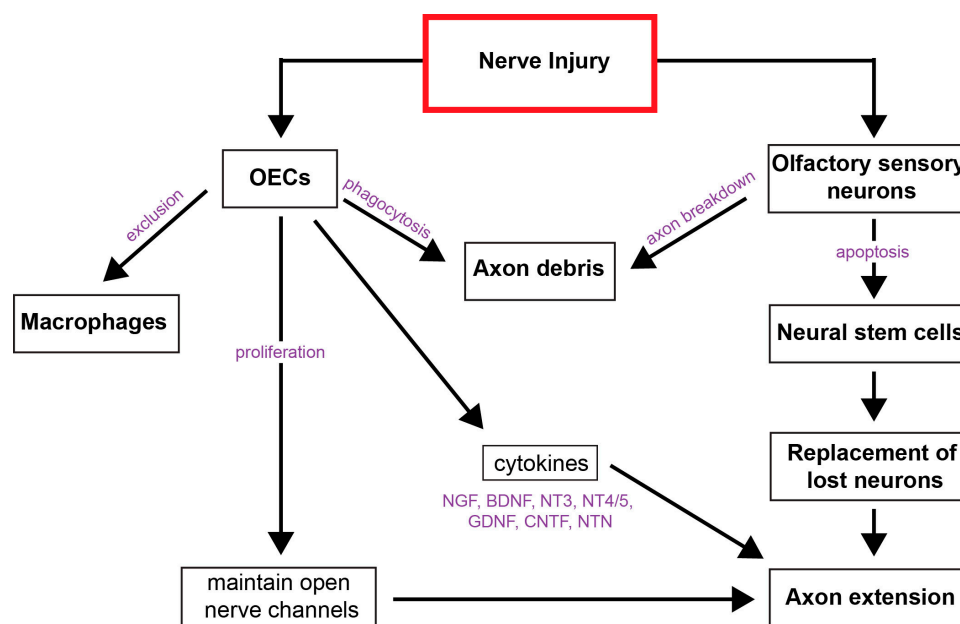 Nerve Injury
OECs
Olfactory sensory
neurons
exclusion
phagocytosis
axon breakdown
apoptosis
Axon debris
Macrophages
Neural stem cells
proliferation
Replacement of
lost neurons
cytokines
NGF, BDNF, NT3, NT4/5,
GDNF, CNTF, NTN
maintain open
nerve channels
Axon extension